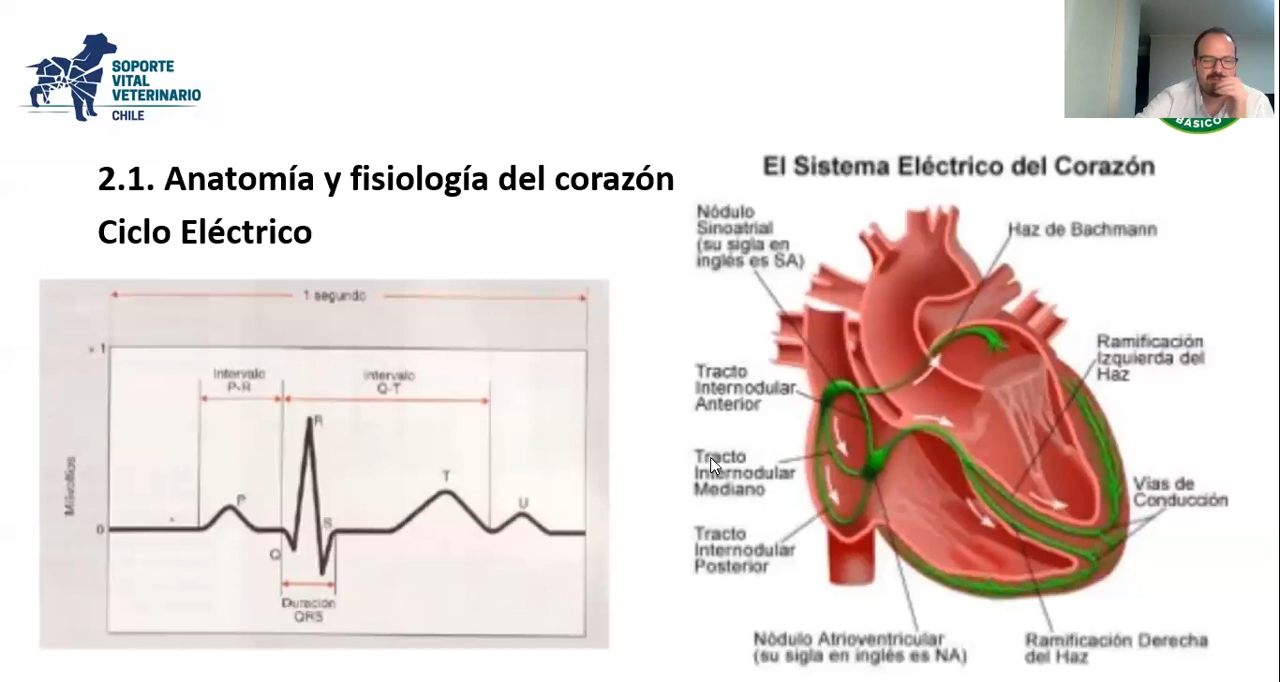 SOPORTE
VITAL
VETERINARIO
CHILE
BÁSICO
2.1. Anatomía y fisiología del corazón
Ciclo Eléctrico
1 segundo
1
Intervalo
P-R
Intervalo
Q-T
R
P
T
S
U
0
Q
Milivoltios
Duración
QRS
El Sistema Eléctrico del Corazón
Nódulo
Sinoatrial
(su sigla en
inglés es SA)
Haz de Bachmann
Ramificación
Izquierda del
Haz
Tracto
Internodular
Anterior
Tracto
Internodular
Mediano
Vías de
Conducción
Tracto
Internodular
Posterior
Nódulo Atrioventricular
(su sigla en inglés es NA)
Ramificación Derecha
del Haz